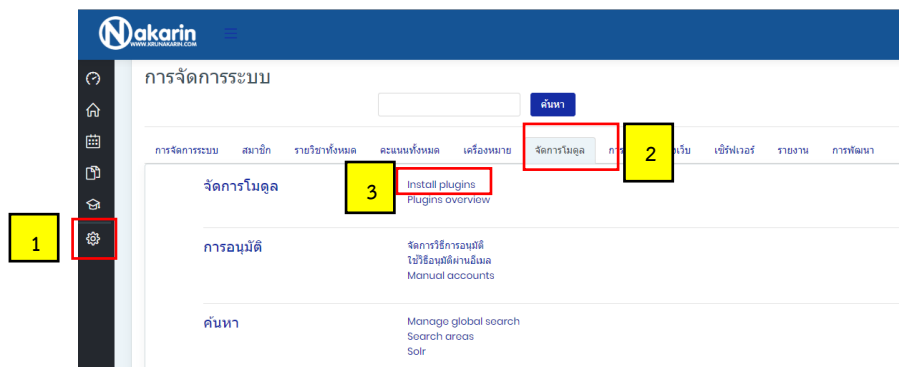 Nakarin
WWW.KRUNAKARIN.COM
การจัดการระบบ
ค้นหา
การจัดการระบบ สมาชิก รายวิชาทั้งหมด คะแนนทั้งหมด เครื่องหมาย จัดการโมดูล 2 เซิร์ฟเวอร์ รายงาน การพัฒนา
จัดการโมดูล
3
Install plugins
Plugins overview
1
การอนุมัติ
จัดการวิธีการอนุมัติ
ใช้วิธีอนุมัติผ่านอีเมล
Manual accounts
ค้นหา
Manage global search
Search areas
Solr